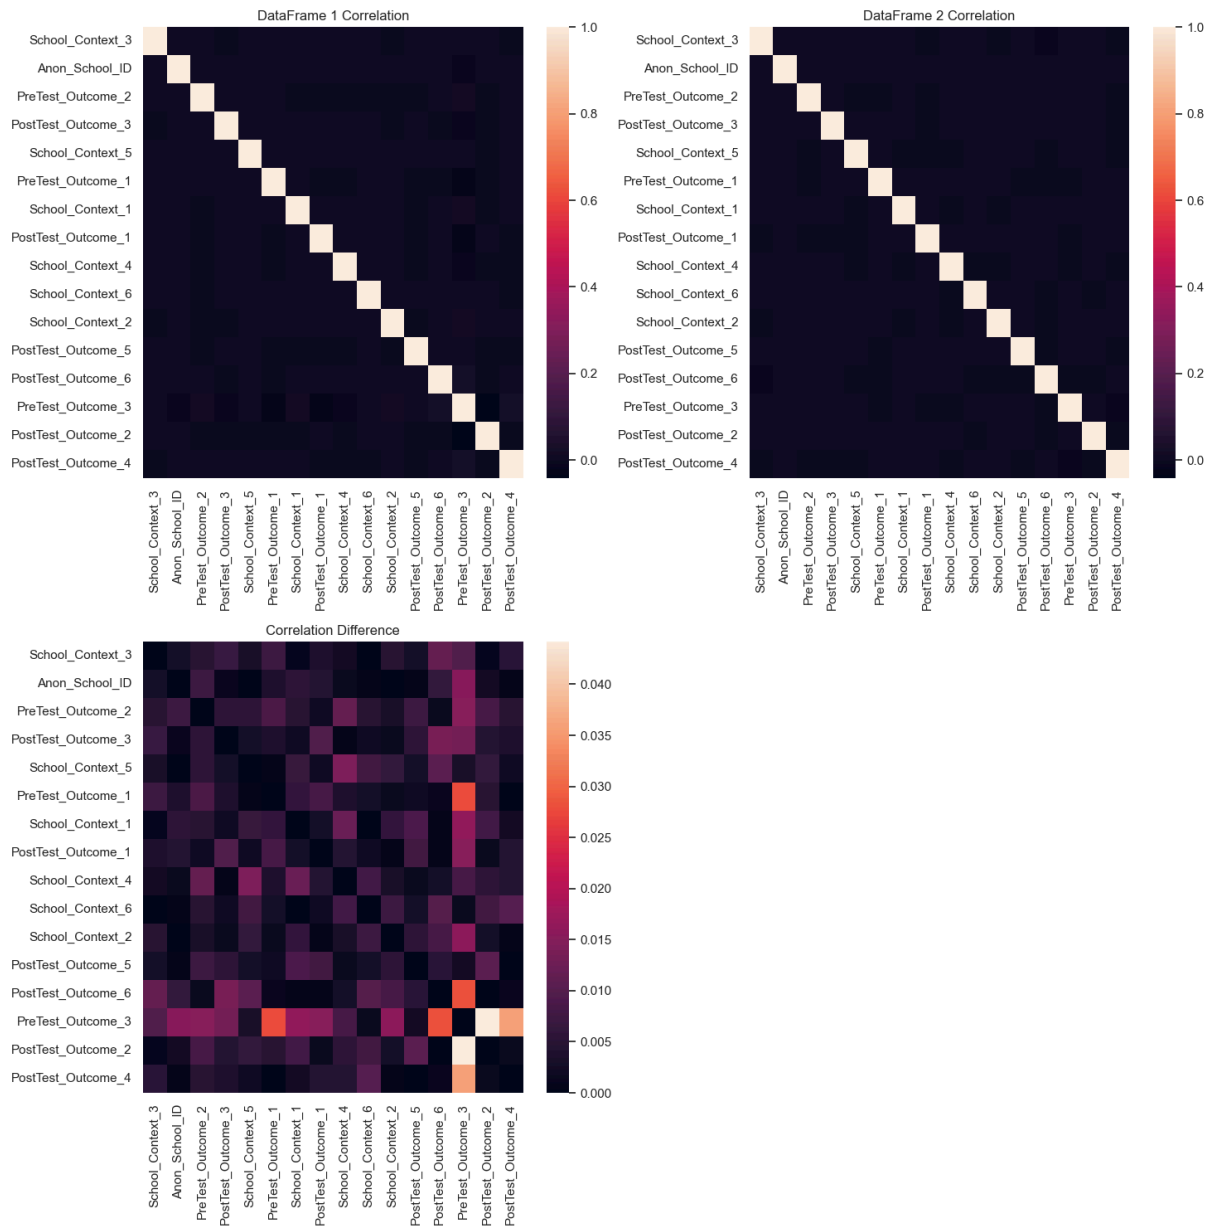 DataFrame 1 Correlation
School_Context_3
Anon_School_ID
PreTest_Outcome_2
PostTest_Outcome_3
School_Context_5
PreTest_Outcome_1
School_Context_1
PostTest_Outcome_1
School_Context_4
School_Context_6
School_Context_2
PostTest_Outcome_5
PostTest_Outcome_6
PreTest_Outcome_3
PostTest_Outcome_2
PostTest_Outcome_4
School_Context_3
Anon_School_ID
PreTest_Outcome_2
PostTest_Outcome_3
School_Context_5
PreTest_Outcome_1
School_Context_1
PostTest_Outcome_1
School_Context_4
School_Context_6
School_Context_2
PostTest_Outcome_5
PostTest_Outcome_6
PreTest_Outcome_3
PostTest_Outcome_2
PostTest_Outcome_4
1.0
0.8
0.6
0.4
0.2
0.0
DataFrame 2 Correlation
School_Context_3
Anon_School_ID
PreTest_Outcome_2
PostTest_Outcome_3
School_Context_5
PreTest_Outcome_1
School_Context_1
PostTest_Outcome_1
School_Context_4
School_Context_6
School_Context_2
PostTest_Outcome_5
PostTest_Outcome_6
PreTest_Outcome_3
PostTest_Outcome_2
PostTest_Outcome_4
School_Context_3
Anon_School_ID
PreTest_Outcome_2
PostTest_Outcome_3
School_Context_5
PreTest_Outcome_1
School_Context_1
PostTest_Outcome_1
School_Context_4
School_Context_6
School_Context_2
PostTest_Outcome_5
PostTest_Outcome_6
PreTest_Outcome_3
PostTest_Outcome_2
PostTest_Outcome_4
1.0
0.8
0.6
0.4
0.2
0.0
Correlation Difference
School_Context_3
Anon_School_ID
PreTest_Outcome_2
PostTest_Outcome_3
School_Context_5
PreTest_Outcome_1
School_Context_1
PostTest_Outcome_1
School_Context_4
School_Context_6
School_Context_2
PostTest_Outcome_5
PostTest_Outcome_6
PreTest_Outcome_3
PostTest_Outcome_2
PostTest_Outcome_4
School_Context_3
Anon_School_ID
PreTest_Outcome_2
PostTest_Outcome_3
School_Context_5
PreTest_Outcome_1
School_Context_1
PostTest_Outcome_1
School_Context_4
School_Context_6
School_Context_2
PostTest_Outcome_5
PostTest_Outcome_6
PreTest_Outcome_3
PostTest_Outcome_2
PostTest_Outcome_4
0.040
0.035
0.030
0.025
0.020
0.015
0.010
0.005
0.000